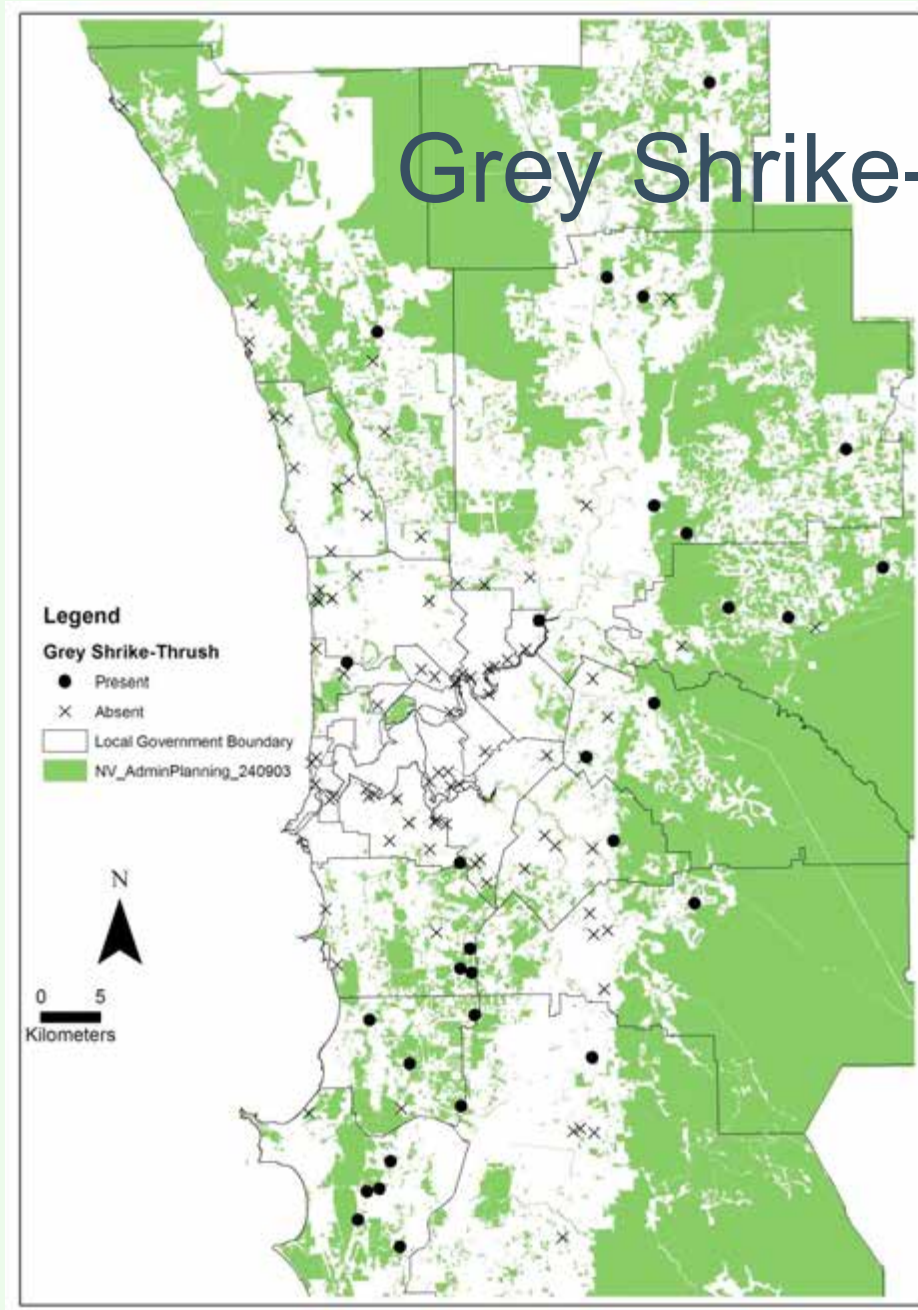 Grey Shrike-
Legend
Grey Shrike-Thrush
Present
Absent
Local Government Boundary
NV_AdminPlanning_240903
N
0 5
Kilometers